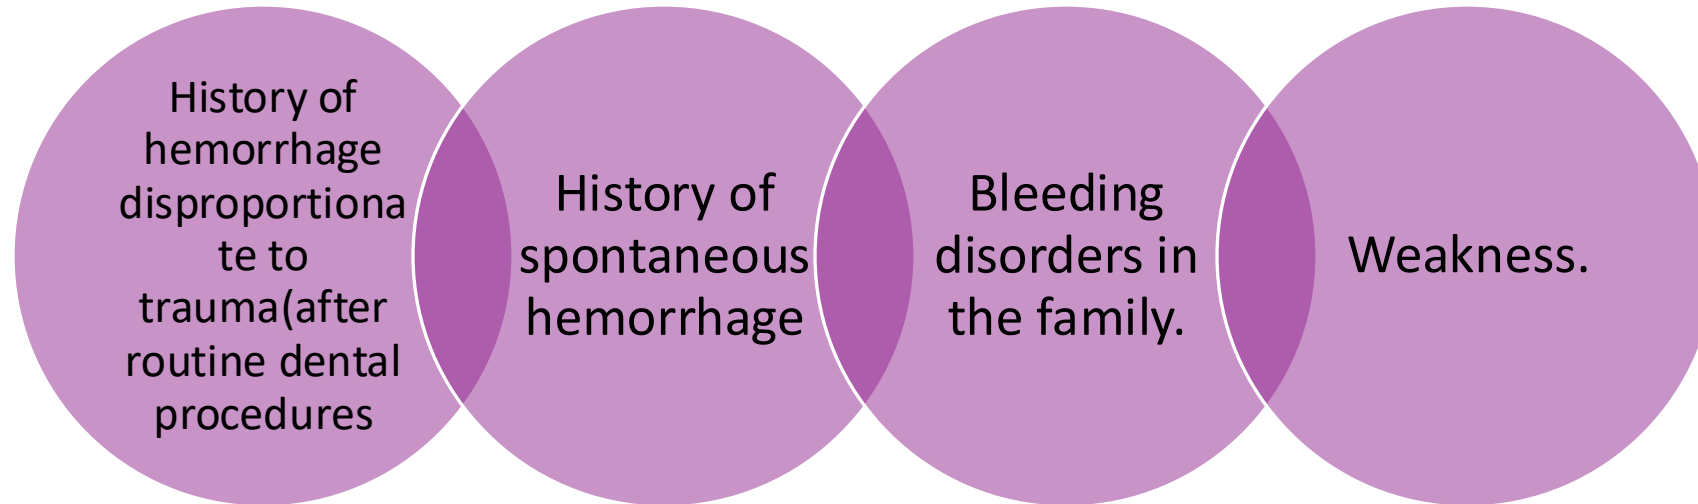 History of
hemorrhage
disproportiona
te to
trauma(after
routine dental
procedures
History of
spontaneous
hemorrhage
Bleeding
disorders in
the family.
Weakness.